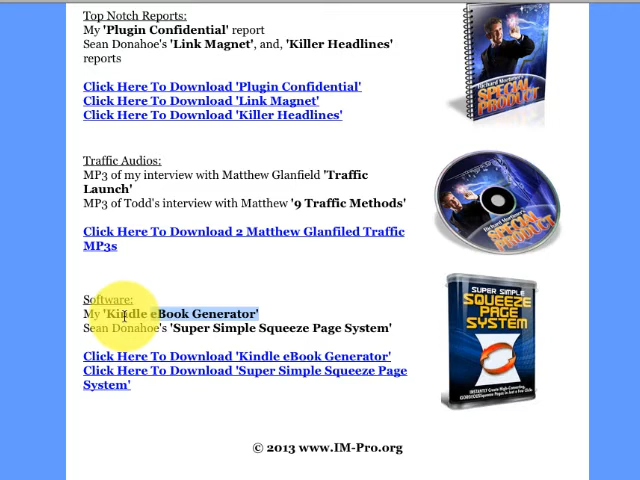 Top Notch Reports:
My 'Plugin Confidential' report
Sean Donahoe's 'Link Magnet', and, 'Killer Headlines'
reports
Click Here To Download 'Plugin Confidential'
Click Here To Download 'Link Magnet'
Click Here To Download 'Killer Headlines'
Richard Mortimer's
SPECIAL
PRODUCT
Traffic Audios:
MP3 of my interview with Matthew Glanfield 'Traffic
Launch'
MP3 of Todd's interview with Matthew '9 Traffic Methods'
Click Here To Download 2 Matthew Glanfiled Traffic
MP3s
Richard Mortimer's
SPECIAL
PRODUCT
Software:
My 'Kindle eBook Generator'
Sean Donahoe's 'Super Simple Squeeze Page System'
Click Here To Download 'Kindle eBook Generator'
Click Here To Download 'Super Simple Squeeze Page
System'
SUPER SIMPLE
SQUEEZE
PAGE
SYSTEM
© 2013 www.IM-Pro.org